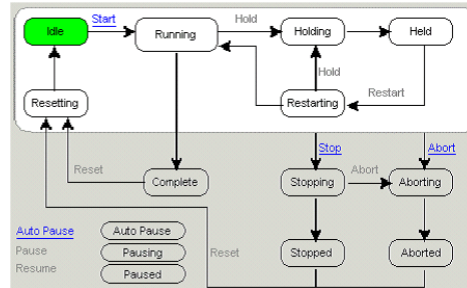 Start
Hold
Idle
Running
Holding
Held
Hold
Restart
Resetting
Restarting
Stop
Abort
Reset
Abort
Complete
Stopping
Aborting
Auto Pause
Auto Pause
Pause
Pausing
Reset
Stopped
Aborted
Resume
Paused